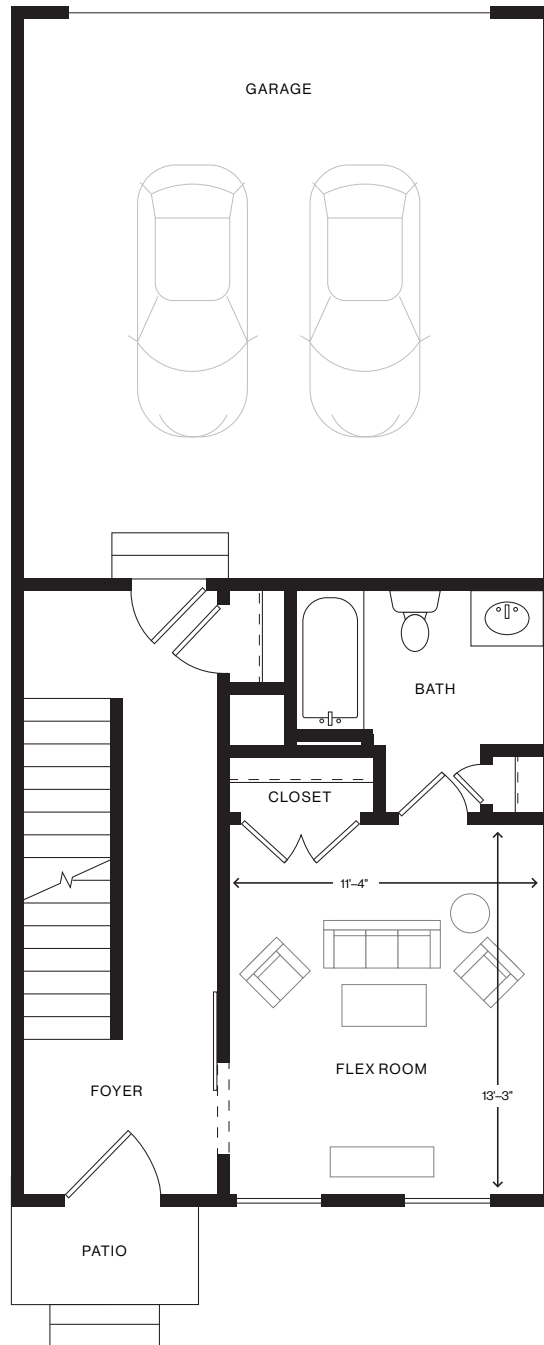 GARAGE
BATH
CLOSET
11'–4"
FLEX ROOM
13'–3"
FOYER
PATIO